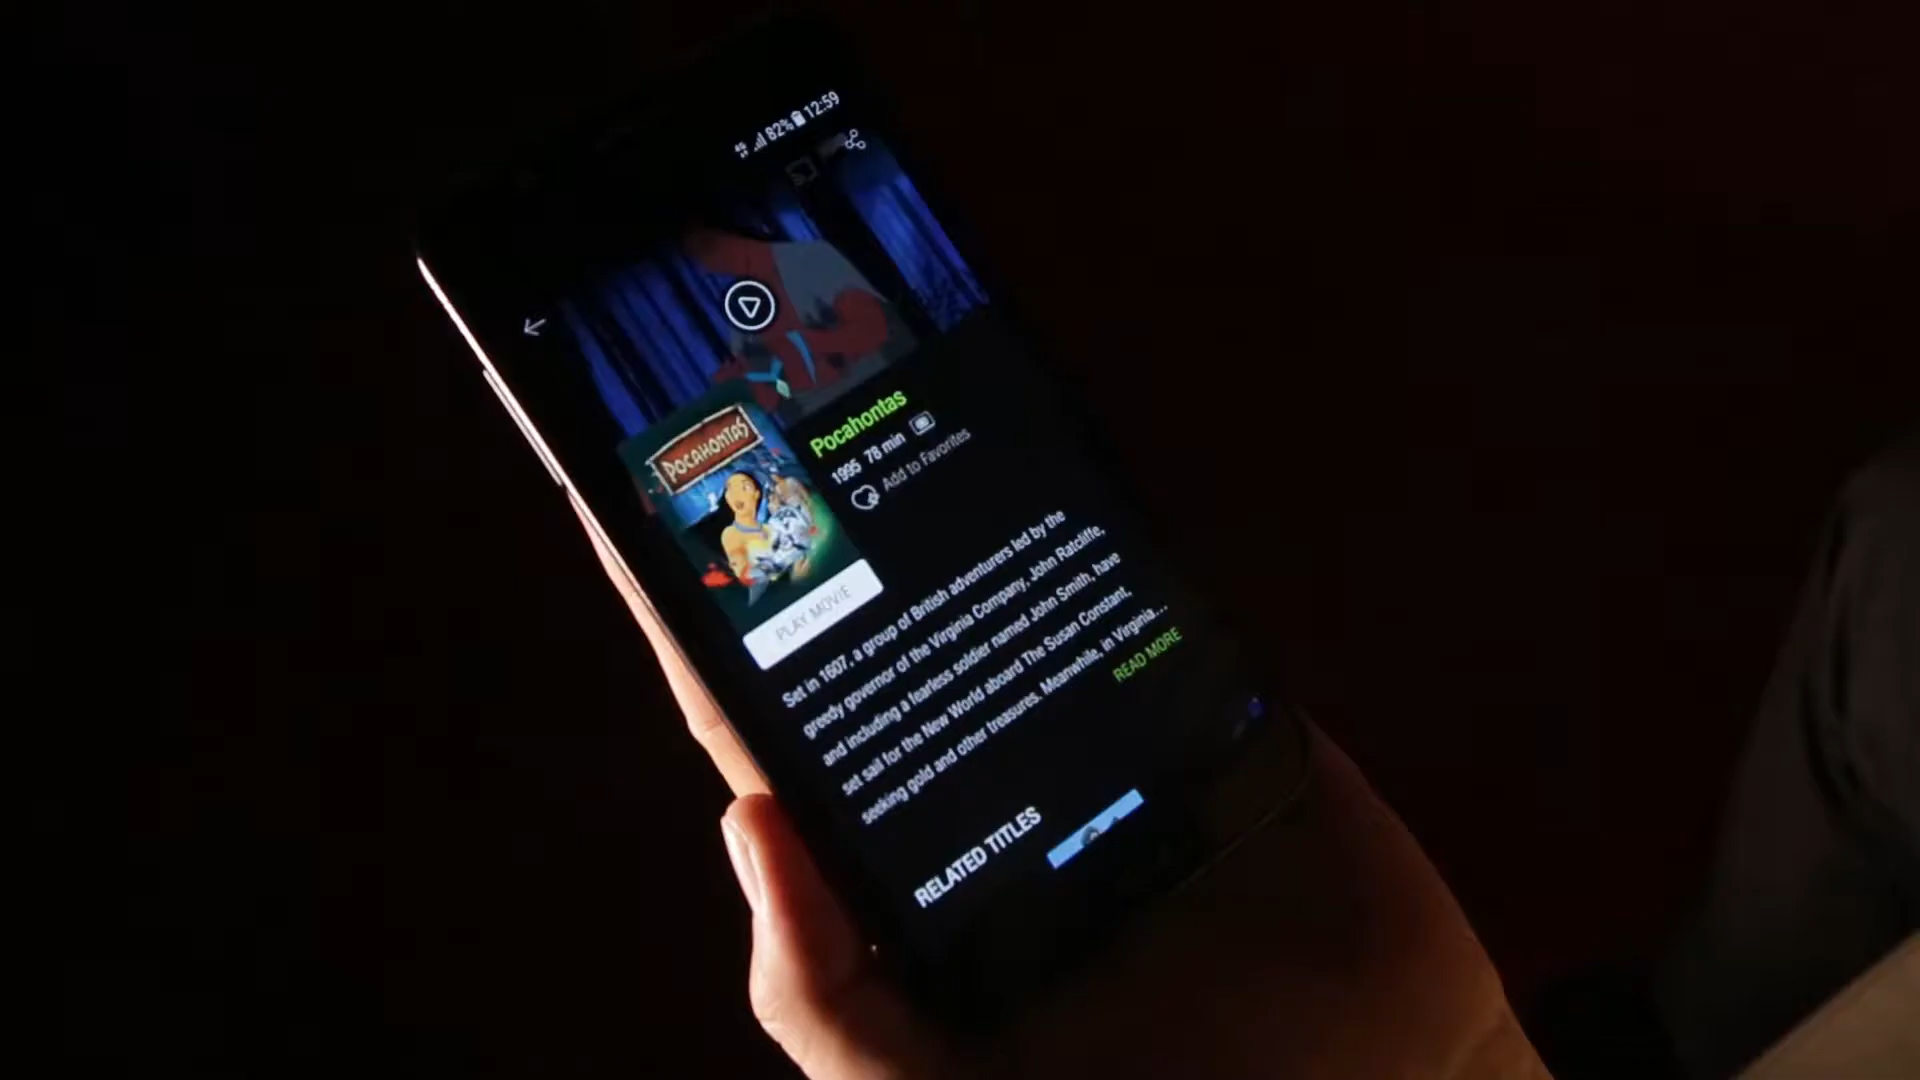 4G 82% 12:59
Pocahontas
1995 78 min
Add to Favorites
POCAHONTAS
PLAY MOVIE
Set in 1607, a group of British adventurers led by the
greedy governor of the Virginia Company, John Ratcliffe,
and including a fearless soldier named John Smith, have
set sail for the New World aboard The Susan Constant,
seeking gold and other treasures. Meanwhile, in Virginia...
READ MORE
RELATED TITLES